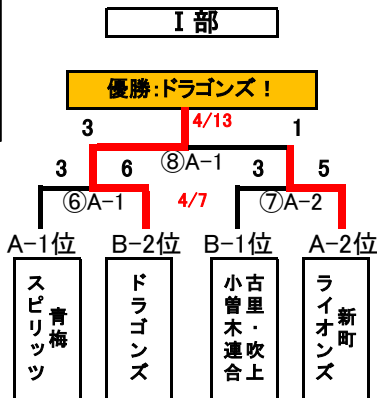 Ⅰ部
優勝:ドラゴンズ！
3 4/13 1
⑧A-1
3 6 3 5
⑥A-1 4/7 ⑦A-2
A-1位 B-2位 B-1位 A-2位
青梅
スピリッツ
ドラゴンズ
古里・吹上
小曽木連合
新町
ライオンズ